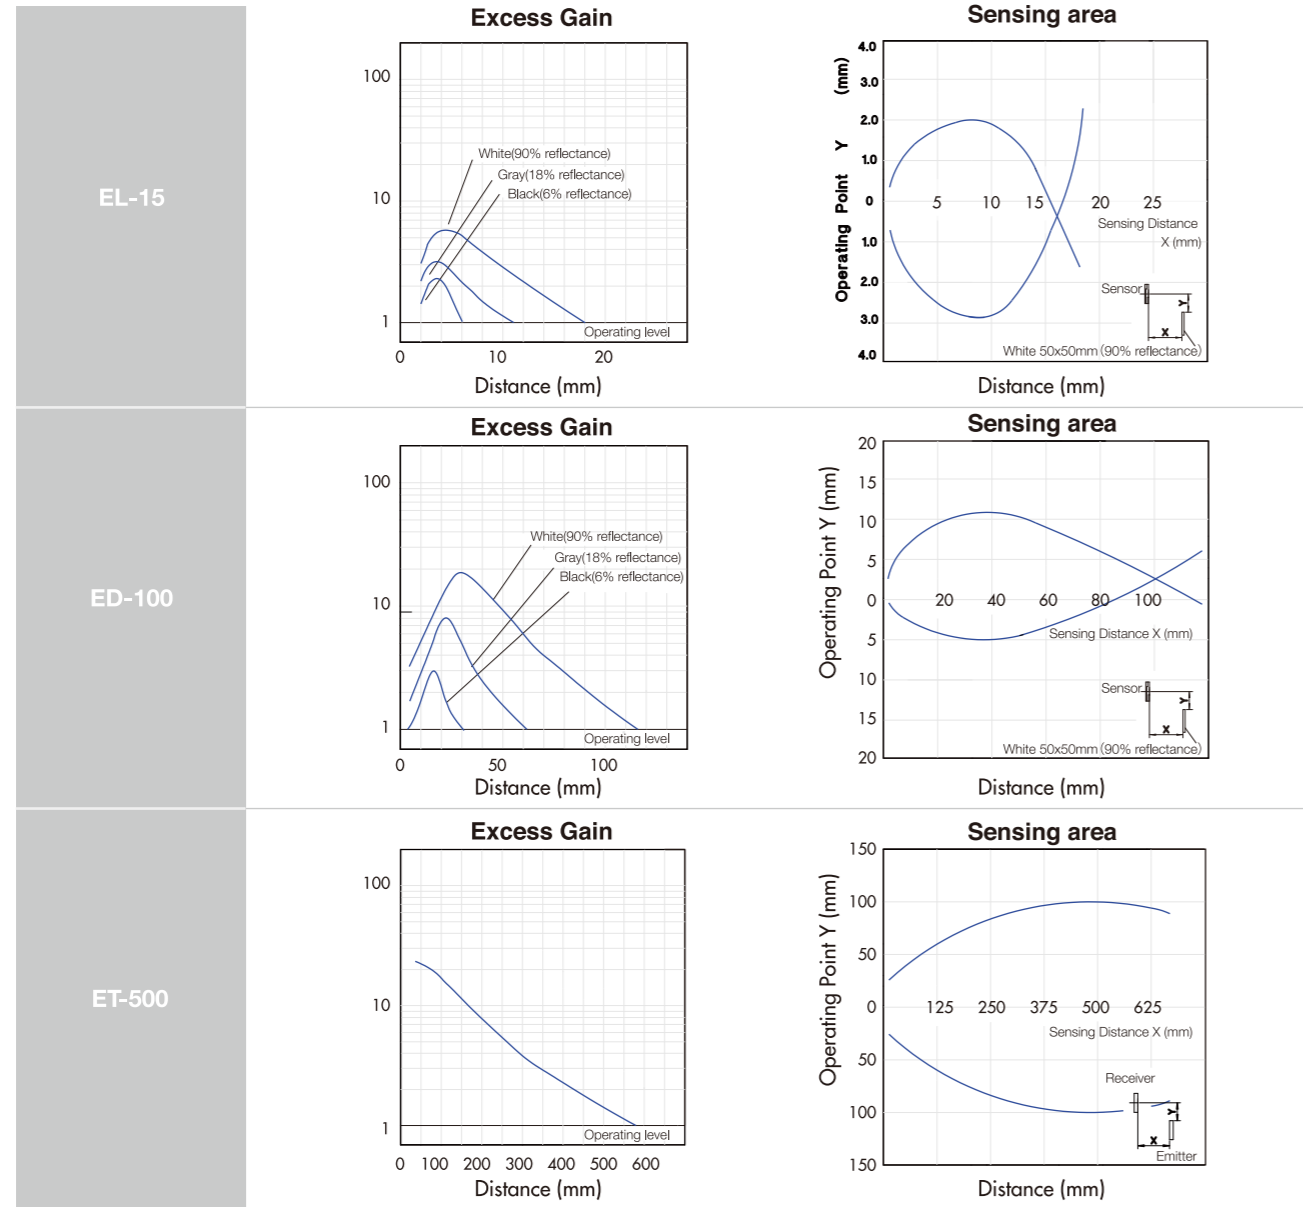 EL-15
Excess Gain
100
10
1
White(90% reflectance)
Gray(18% reflectance)
Black(6% reflectance)
Operating level
0 10 20
Distance (mm)
Sensing area
Operating Point Y (mm)
4.0
3.0
2.0
1.0
0 5 10 15 20 25
Sensing Distance
X (mm)
1.0
2.0
Sensor
Y
3.0
X
White 50x50mm (90% reflectance)
4.0
Distance (mm)
ED-100
Excess Gain
100
10
1
White(90% reflectance)
Gray(18% reflectance)
Black(6% reflectance)
Operating level
0 50 100
Distance (mm)
Sensing area
Operating Point Y (mm)
20
15
10
5
0 20 40 60 80 100
Sensing Distance X (mm)
5
10
Sensor
Y
15
X
White 50x50mm (90% reflectance)
20
Distance (mm)
ET-500
Excess Gain
100
10
1
Operating level
0 100 200 300 400 500 600
Distance (mm)
Sensing area
Operating Point Y (mm)
150
100
50
0 125 250 375 500 625
Sensing Distance X (mm)
50
Receiver
100
Y
X
Emitter
150
Distance (mm)